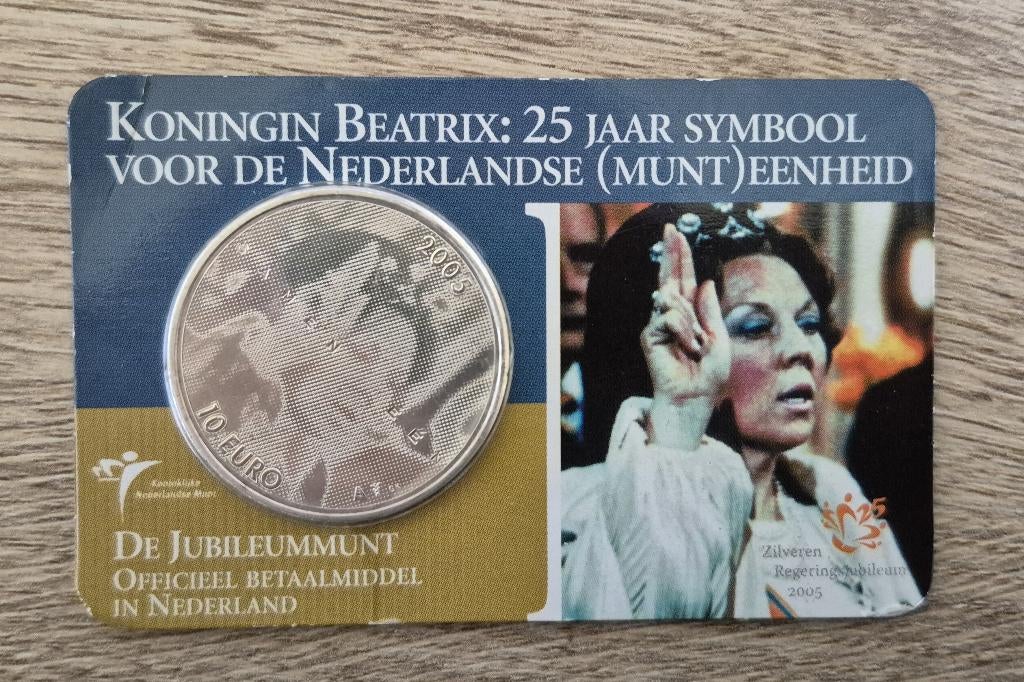 KONINGIN BEATRIX: 25 JAAR SYMBOOL
VOOR DE NEDERLANDSE (MUNT)EENHEID
2005
10 EURO
Koninklijke
Nederlandse Munt
DE JUBILEUMMUNT
OFFICIEEL BETAALMIDDEL
IN NEDERLAND
25
Zilveren
Regeringsjubileum
2005